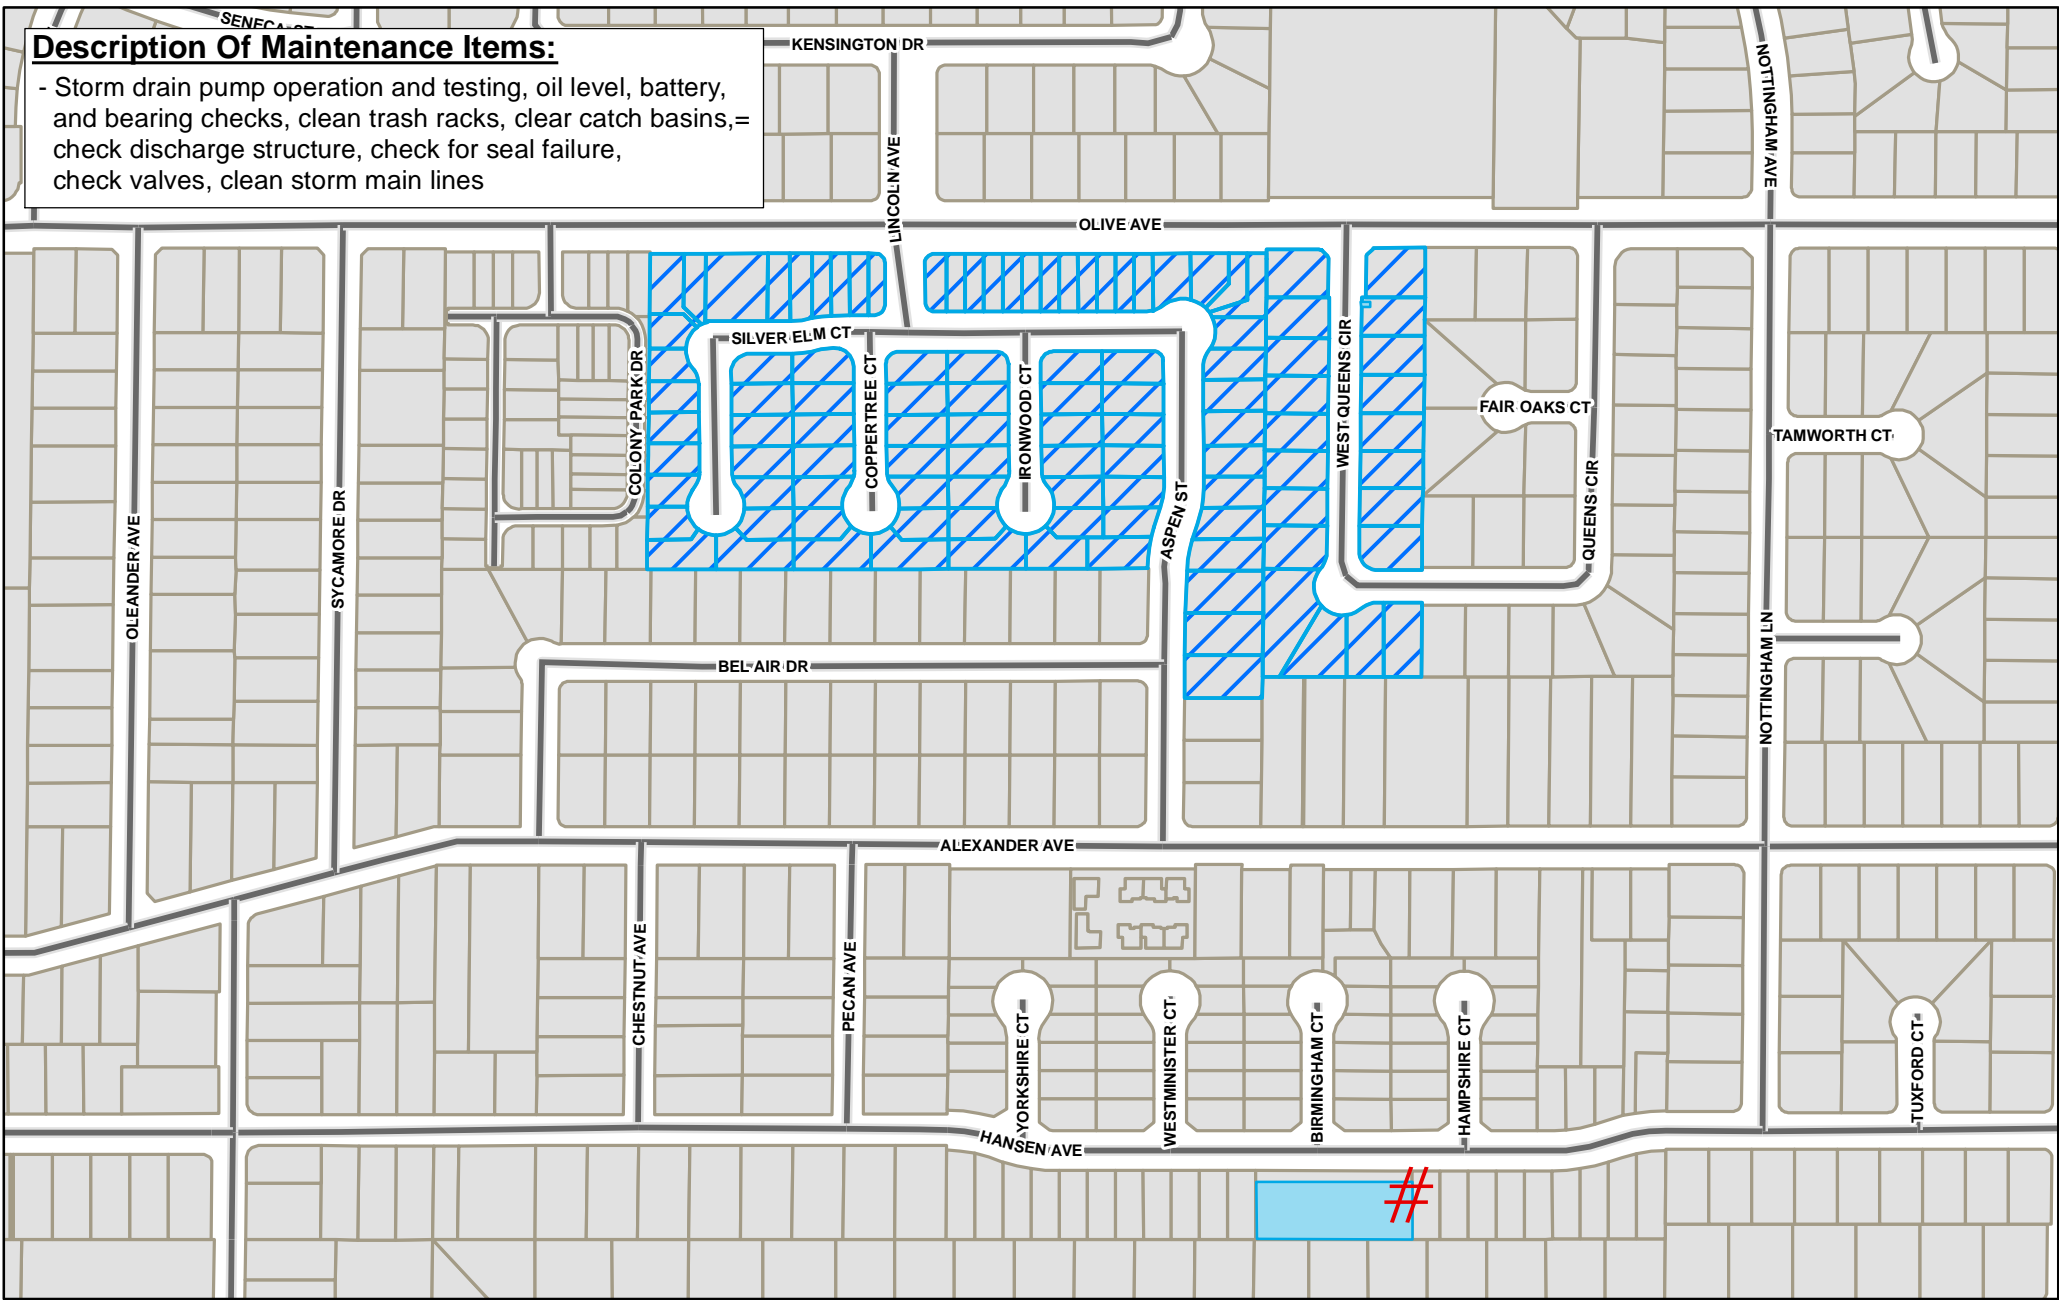 SENECA ST
Description Of Maintenance Items:
- Storm drain pump operation and testing, oil level, battery,
and bearing checks, clean trash racks, clear catch basins,=
check discharge structure, check for seal failure,
check valves, clean storm main lines
KENSINGTON DR
NOTTINGHAM AVE
LINCOLN AVE
OLIVE AVE
SILVER ELM CT
COLONY PARK DR
COPPERTREE CT
IRONWOOD CT
WEST QUEENS CIR
FAIR OAKS CT
TAMWORTH CT
QUEENS CIR
ASPEN ST
SYCAMORE DR
OLEANDER AVE
BEL AIR DR
NOTTINGHAM LN
ALEXANDER AVE
CHESTNUT AVE
PECAN AVE
YORKSHIRE CT
WESTMINISTER CT
BIRMINGHAM CT
HAMPSHIRE CT
TUXFORD CT
HANSEN AVE
#